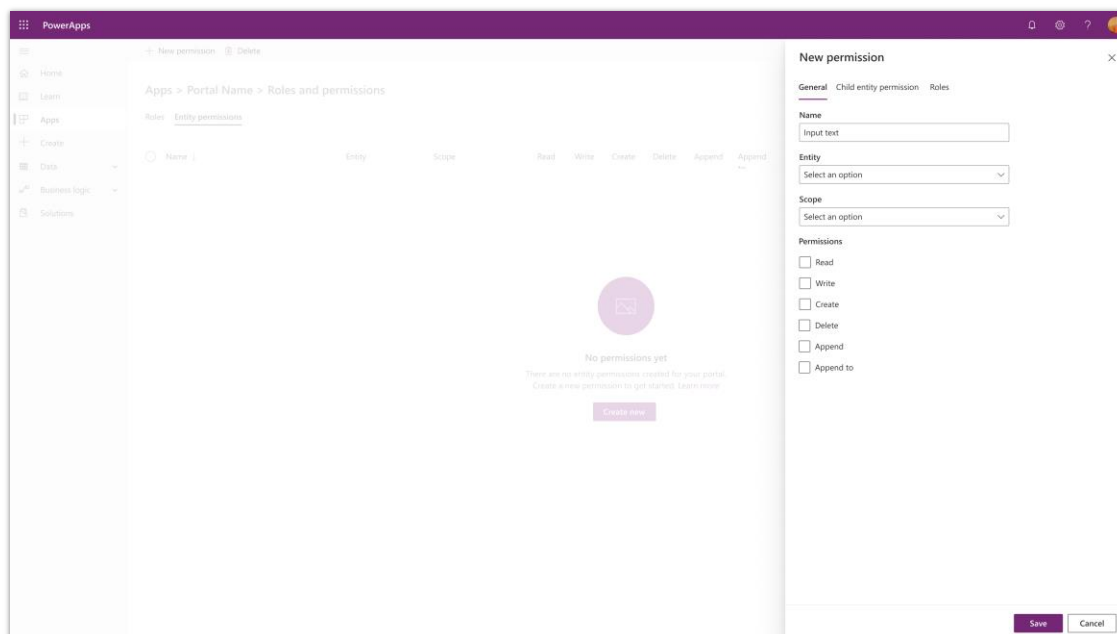 PowerApps
?
New permission
Delete
Home
Learn
Apps
Create
Data
Business logic
Solutions
Apps > Portal Name > Roles and permissions
Roles Entity permissions
Name ↓ Entity Scope Read Write Create Delete Append Append
No permissions yet
There are no entity permissions created for your portal.
Create a new permission to get started. Learn more
Create new
New permission
General Child entity permission Roles
Name
Input text
Entity
Select an option
Scope
Select an option
Permissions
Read
Write
Create
Delete
Append
Append to
Save Cancel